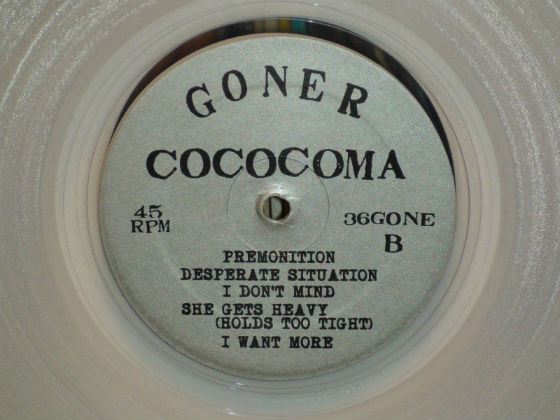 GONER
COCOCOMA
45
RPM
36GONE
B
PREMONITION
DESPERATE SITUATION
I DON'T MIND
SHE GETS HEAVY
(HOLDS TOO TIGHT)
I WANT MORE